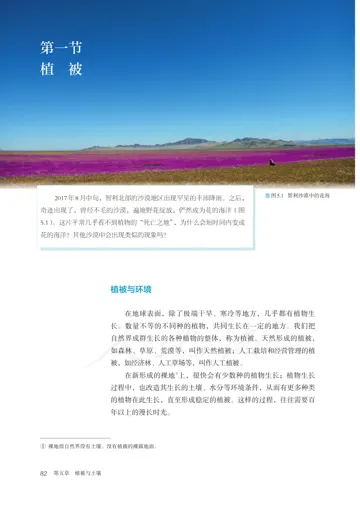 第一节
植 被
2017年8月中旬，智利北部的沙漠地区出现罕见的丰沛降雨。之后，
奇迹出现了，曾经不毛的沙漠，遍地野花绽放，俨然成为花的海洋（图
5.1）。这片平常几乎看不到植物的“死亡之地”，为什么会短时间内变成
花的海洋？其他沙漠中会出现类似的现象吗？
图5.1 智利沙漠中的花海
植被与环境
在地球表面，除了极端干旱、寒冷等地方，几乎都有植物生
长。数量不等的不同种的植物，共同生长在一定的地方。我们把
自然界成群生长的各种植物的整体，称为植被。天然形成的植被，
如森林、草原、荒漠等，叫作天然植被；人工栽培和经营管理的植
被，如经济林、人工草场等，叫作人工植被。
在新形成的裸地①上，很快会有少数种的植物生长；植物生长
过程中，也改造其生长的土壤、水分等环境条件，从而有更多种类
的植物在此生长，直至形成稳定的植被。这样的过程，往往需要百
年以上的漫长时光。
① 裸地指自然界没有土壤、没有植被的裸露地面。
82 第五章 植被与土壤